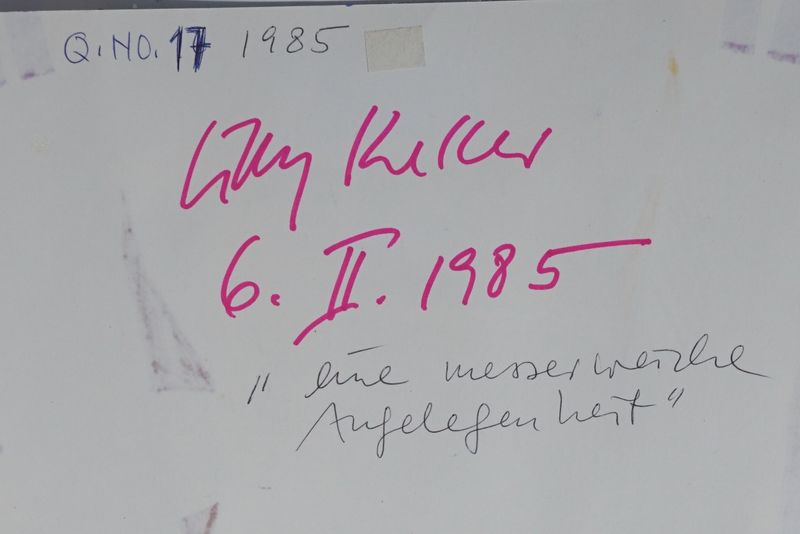 Q.NO.17 1985
Lilly Keller
6. II. 1985
„ eine messerweiche
Angelegenheit"